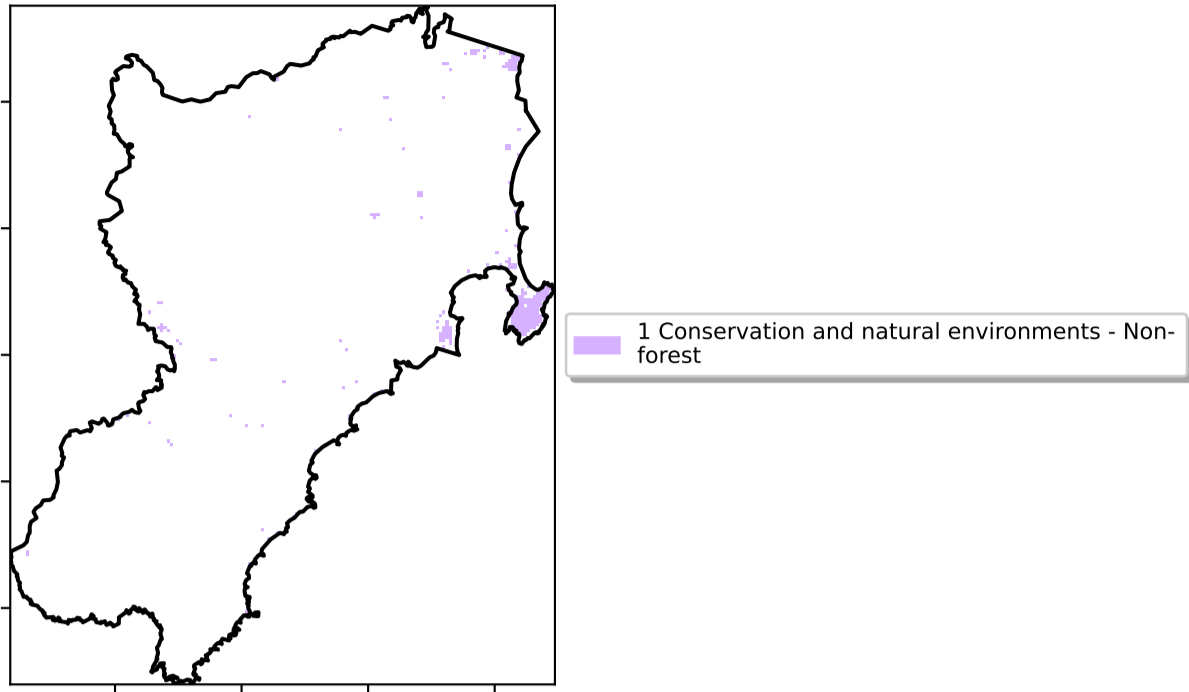 1 Conservation and natural environments - Non-
forest